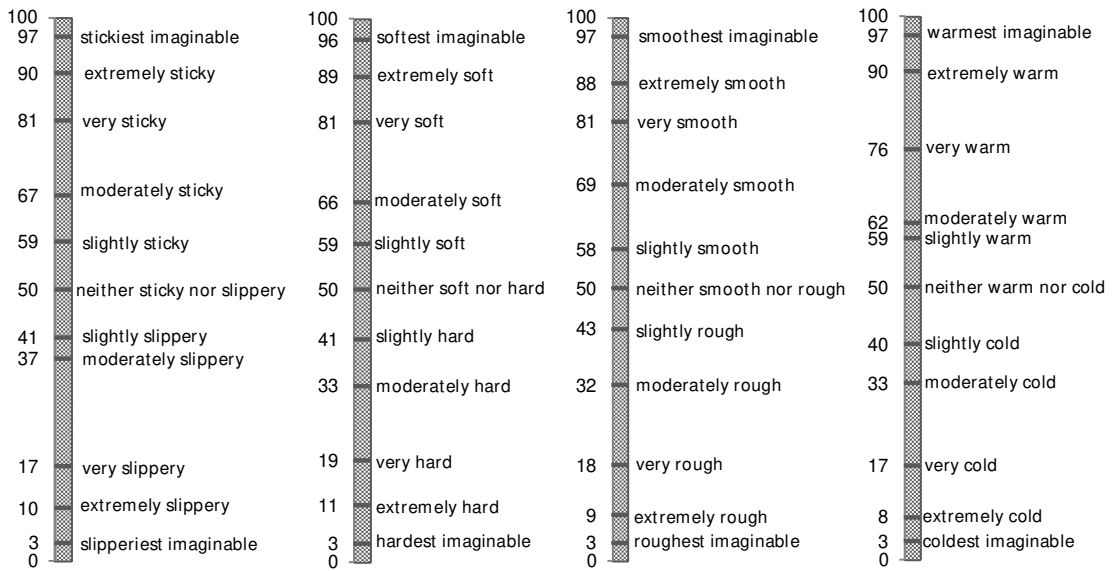 100
97 stickiest imaginable
90 extremely sticky
81 very sticky
67 moderately sticky
59 slightly sticky
50 neither sticky nor slippery
41 slightly slippery
37 moderately slippery
17 very slippery
10 extremely slippery
3 slipperiest imaginable
0
100
96 softest imaginable
89 extremely soft
81 very soft
66 moderately soft
59 slightly soft
50 neither soft nor hard
41 slightly hard
33 moderately hard
19 very hard
11 extremely hard
3 hardest imaginable
0
100
97 smoothest imaginable
88 extremely smooth
81 very smooth
69 moderately smooth
58 slightly smooth
50 neither smooth nor rough
43 slightly rough
32 moderately rough
18 very rough
9 extremely rough
3 roughest imaginable
0
100
97 warmest imaginable
90 extremely warm
76 very warm
62 moderately warm
59 slightly warm
50 neither warm nor cold
40 slightly cold
33 moderately cold
17 very cold
8 extremely cold
3 coldest imaginable
0